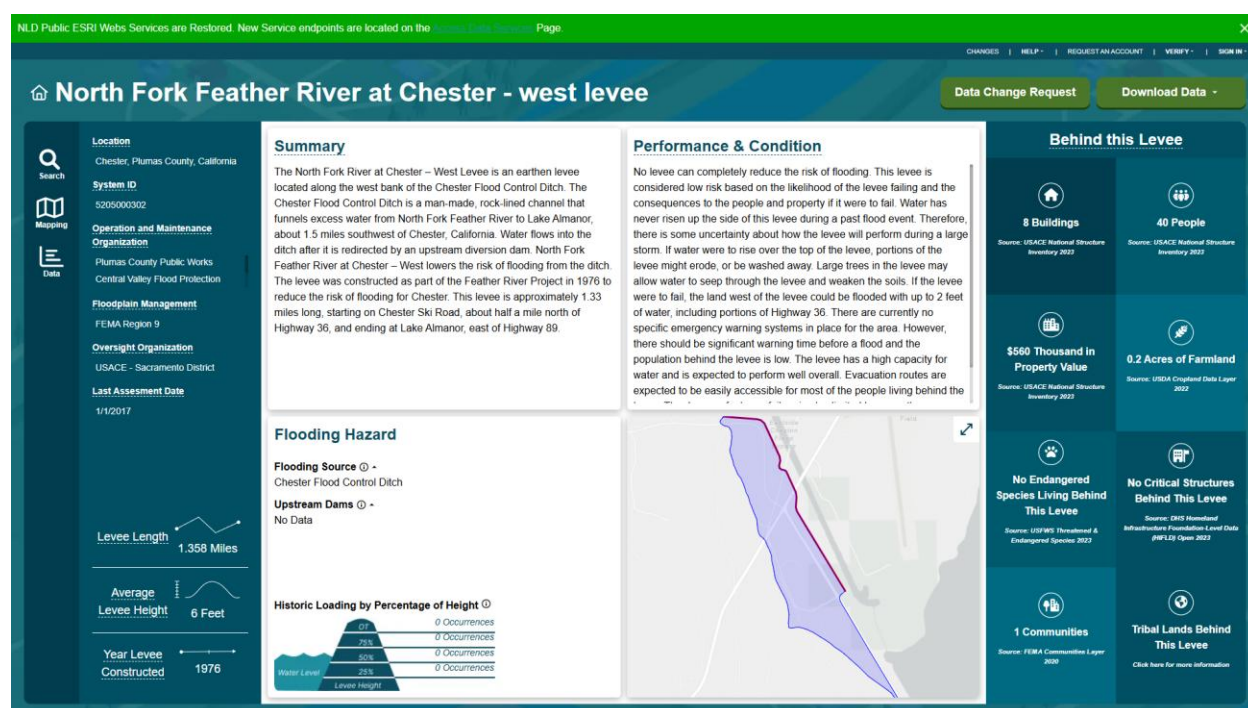 NLD Public ESRI Webs Services are Restored. New Service endpoints are located on the Access Data Services Page.
CHANGES | HELP | REQUEST AN ACCOUNT | VERIFY | SIGN IN
North Fork Feather River at Chester - west levee
Data Change Request
Download Data
Search
Mapping
Data
Location
Chester, Plumas County, California
System ID
5205000302
Operation and Maintenance
Organization
Plumas County Public Works
Central Valley Flood Protection
Floodplain Management
FEMA Region 9
Oversight Organization
USACE - Sacramento District
Last Assesment Date
1/1/2017
Levee Length
1.358 Miles
Average
Levee Height
6 Feet
Year Levee
Constructed
1976
Summary
The North Fork River at Chester – West Levee is an earthen levee
located along the west bank of the Chester Flood Control Ditch. The
Chester Flood Control Ditch is a man-made, rock-lined channel that
funnels excess water from North Fork Feather River to Lake Almanor,
about 1.5 miles southwest of Chester, California. Water flows into the
ditch after it is redirected by an upstream diversion dam. North Fork
Feather River at Chester – West lowers the risk of flooding from the ditch.
The levee was constructed as part of the Feather River Project in 1976 to
reduce the risk of flooding for Chester. This levee is approximately 1.33
miles long, starting on Chester Ski Road, about half a mile north of
Highway 36, and ending at Lake Almanor, east of Highway 89.
Performance & Condition
No levee can completely reduce the risk of flooding. This levee is
considered low risk based on the likelihood of the levee failing and the
consequences to the people and property if it were to fail. Water has
never risen up the side of this levee during a past flood event. Therefore,
there is some uncertainty about how the levee will perform during a large
storm. If water were to rise over the top of the levee, portions of the
levee might erode, or be washed away. Large trees in the levee may
allow water to seep through the levee and weaken the soils. If the levee
were to fail, the land west of the levee could be flooded with up to 2 feet
of water, including portions of Highway 36. There are currently no
specific emergency warning systems in place for the area. However,
there should be significant warning time before a flood and the
population behind the levee is low. The levee has a high capacity for
water and is expected to perform well overall. Evacuation routes are
expected to be easily accessible for most of the people living behind the
Flooding Hazard
Flooding Source
Chester Flood Control Ditch
Upstream Dams
No Data
Historic Loading by Percentage of Height
OT
0 Occurrences
75%
0 Occurrences
50%
0 Occurrences
25%
0 Occurrences
Water Level
Levee Height
Field
Behind this Levee
8 Buildings
Source: USACE National Structure
Inventory 2023
40 People
Source: USACE National Structure
Inventory 2023
$560 Thousand in
Property Value
Source: USACE National Structure
Inventory 2023
0.2 Acres of Farmland
Source: USDA Cropland Data Layer
2022
No Endangered
Species Living Behind
This Levee
Source: USFWS Threatened &
Endangered Species 2023
No Critical Structures
Behind This Levee
Source: DHS Homeland
Infrastructure Foundation-Level Data
(HIFLD) Open 2023
1 Communities
Source: FEMA Communities Layer
2020
Tribal Lands Behind
This Levee
Click here for more information